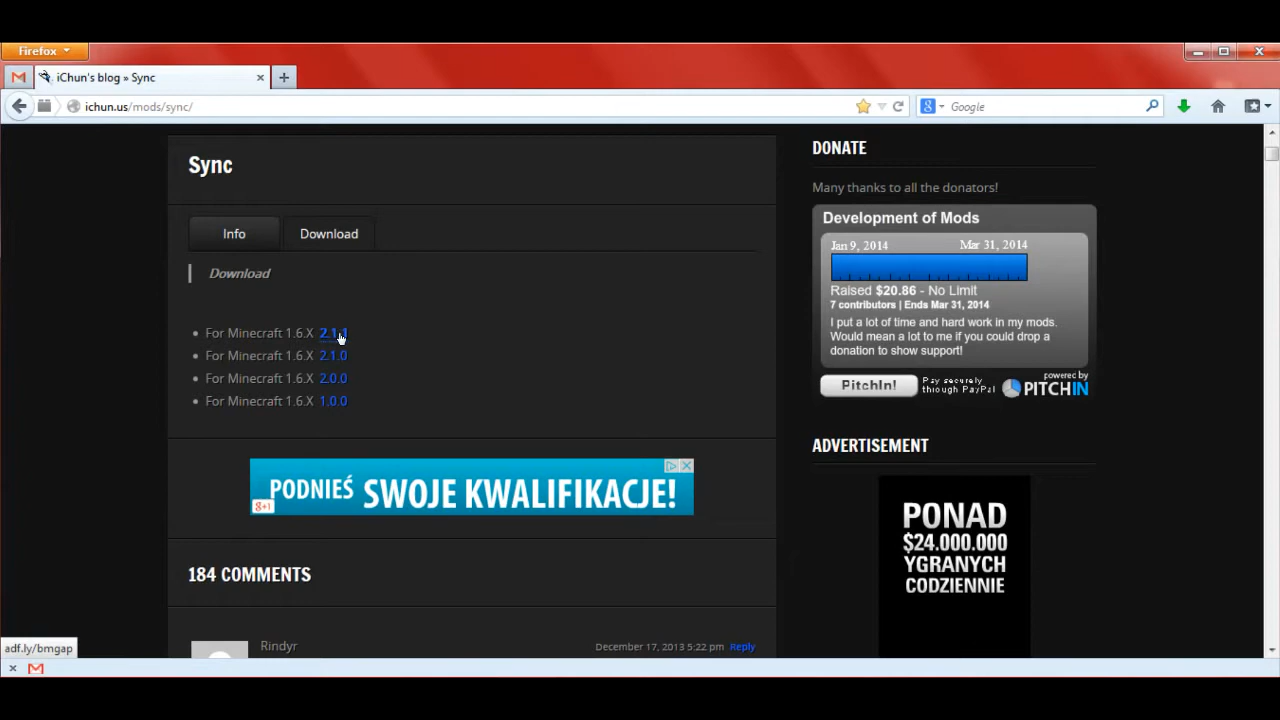 Firefox
iChun's blog » Sync
ichun.us/mods/sync/
Google
Sync
Info
Download
Download
For Minecraft 1.6.X 2.1.1
For Minecraft 1.6.X 2.1.0
For Minecraft 1.6.X 2.0.0
For Minecraft 1.6.X 1.0.0
PODNIEŚ SWOJE KWALIFIKACJE!
8+1
184 COMMENTS
Rindyr
December 17, 2013 5:22 pm Reply
DONATE
Many thanks to all the donators!
Development of Mods
Jan 9, 2014 Mar 31, 2014
Raised $20.86 - No Limit
7 contributors | Ends Mar 31, 2014
I put a lot of time and hard work in my mods.
Would mean a lot to me if you could drop a
donation to show support!
PitchIn!
Pay securely
through PayPal
powered by
PITCHIN
ADVERTISEMENT
PONAD
$24.000.000
YGRANYCH
CODZIENNIE
adf.ly/bmgap